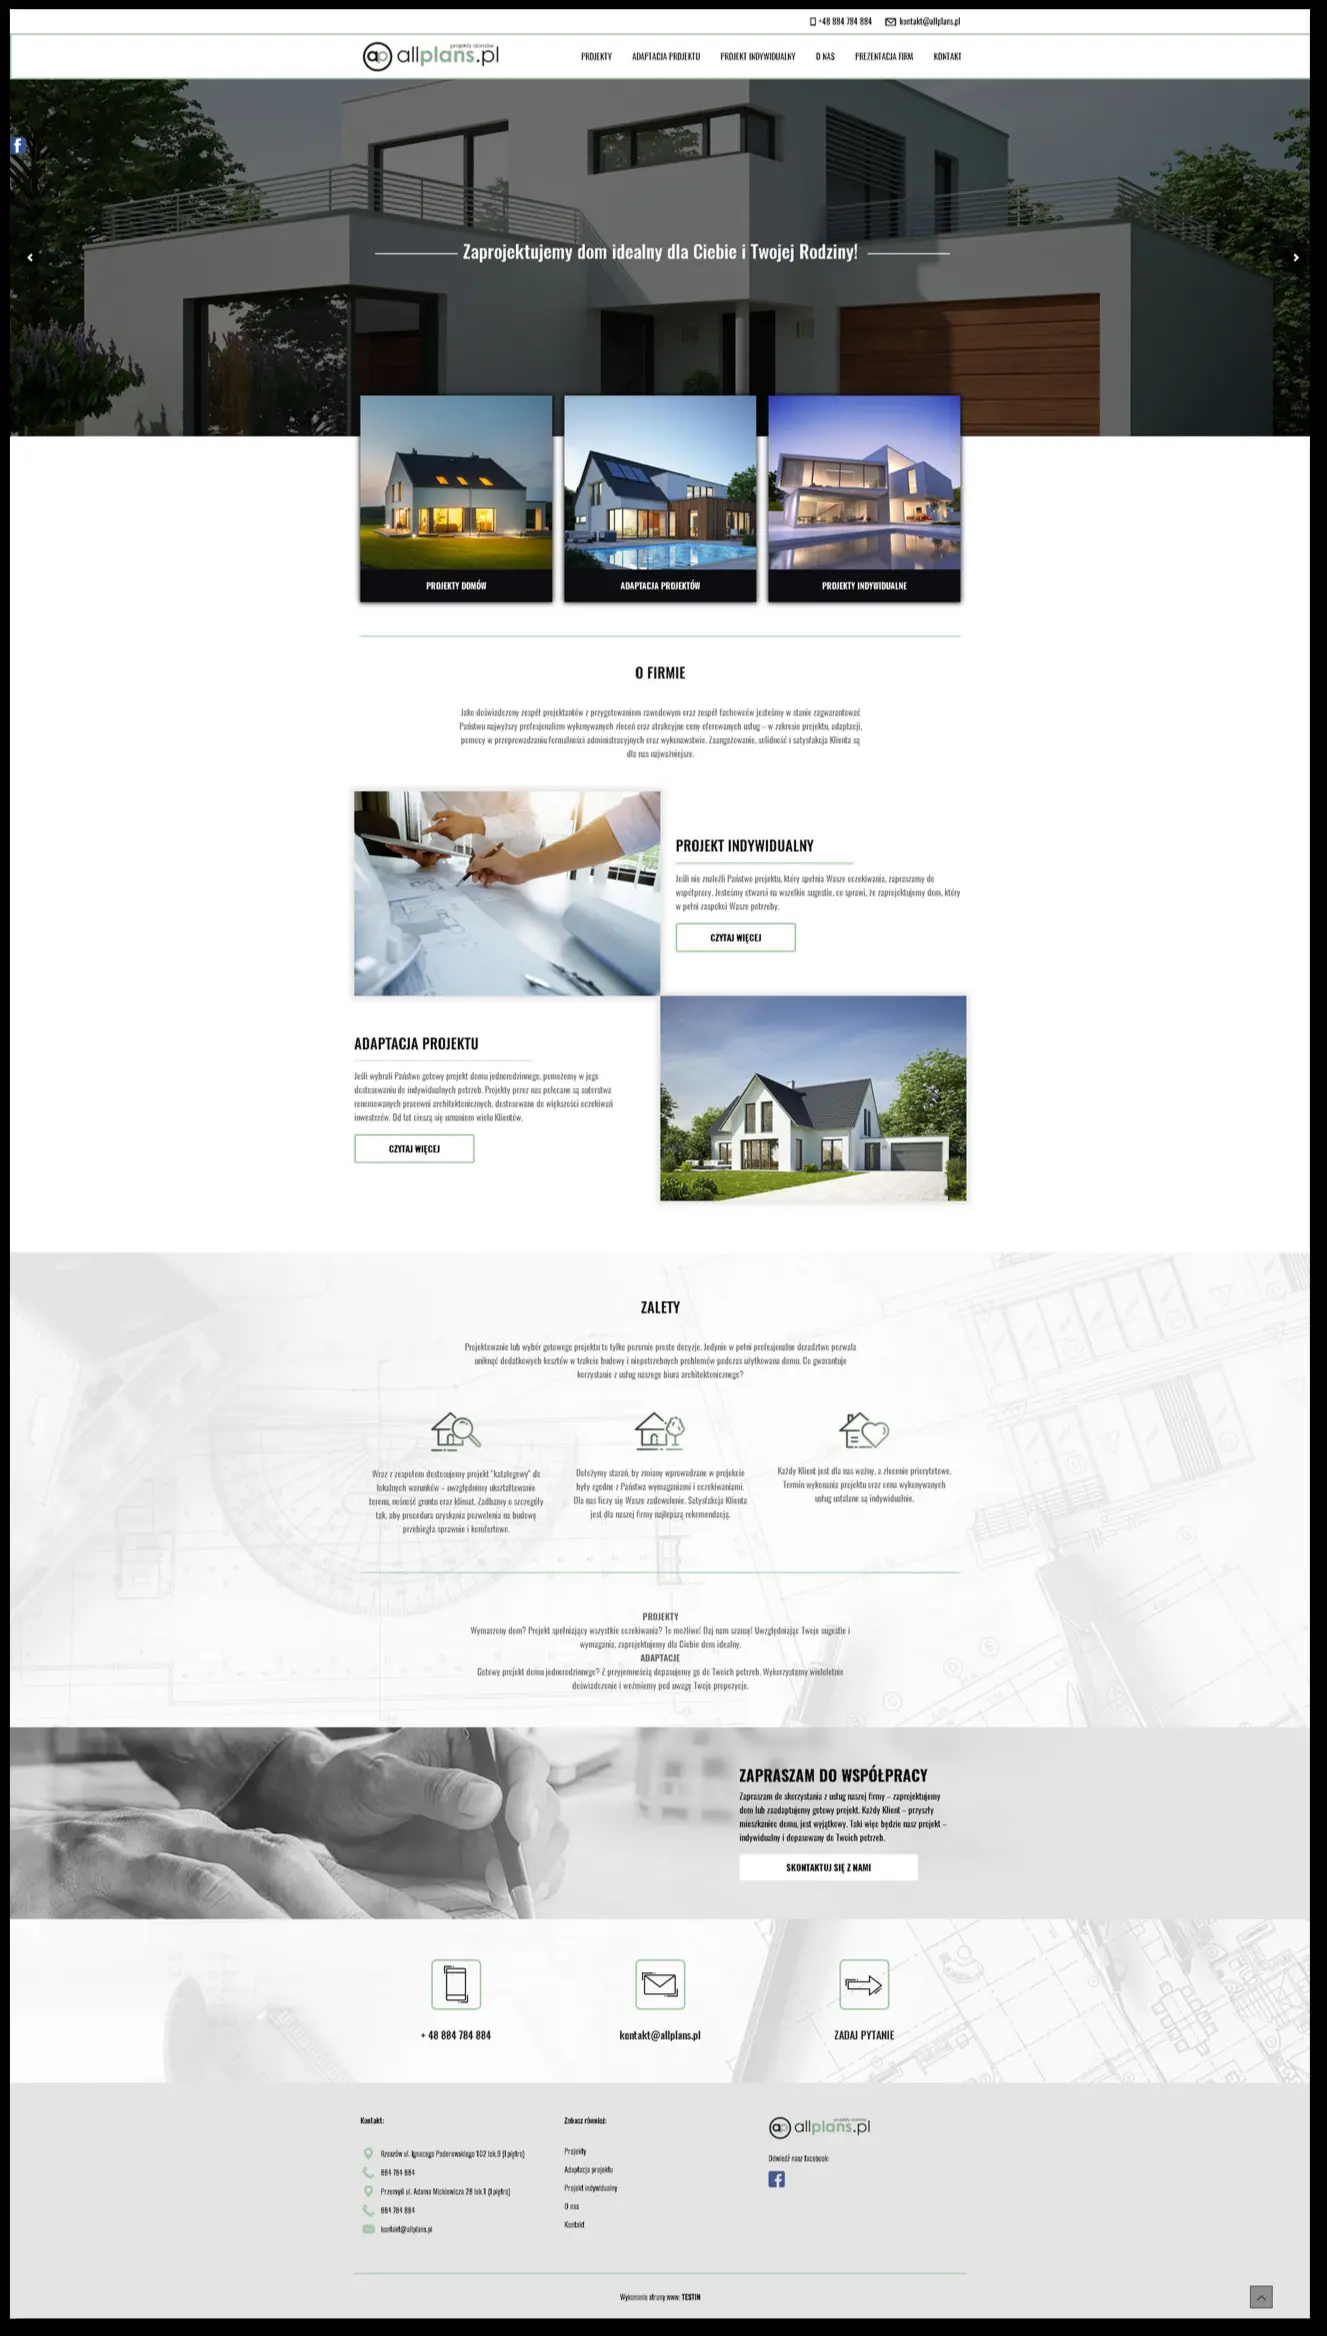 +48 884 784 884 kontakt@allplans.pl
ap allplans.pl
projekty domów
PROJEKTY ADAPTACJA PROJEKTU PROJEKT INDYWIDUALNY O NAS PREZENTACJA FIRM KONTAKT
Zaprojektujemy dom idealny dla Ciebie i Twojej Rodziny!
PROJEKTY DOMÓW
ADAPTACJA PROJEKTÓW
PROJEKTY INDYWIDUALNE
O FIRMIE
Jako doświadczony zespół projektantów z przygotowaniem zawodowym oraz zespół fachowców jesteśmy w stanie zagwarantować
Państwu najwyższy profesjonalizm wykonywanych zleceń oraz atrakcyjne ceny oferowanych usług – w zakresie projektu, adaptacji,
pomocy w przeprowadzaniu formalności administracyjnych oraz wykonawstwie. Zaangażowanie, solidność i satysfakcja Klienta są
dla nas najważniejsze.
PROJEKT INDYWIDUALNY
Jeśli nie znaleźli Państwo projektu, który spełnia Wasze oczekiwania, zapraszamy do
współpracy. Jesteśmy otwarci na wszelkie sugestie, co sprawi, że zaprojektujemy dom, który
w pełni zaspokoi Wasze potrzeby.
CZYTAJ WIĘCEJ
ADAPTACJA PROJEKTU
Jeśli wybrali Państwo gotowy projekt domu jednorodzinnego, pomożemy w jego
dostosowaniu do indywidualnych potrzeb. Projekty przez nas polecane są autorstwa
renomowanych pracowni architektonicznych, dostosowane do większości oczekiwań
inwestorów. Od lat cieszą się uznaniem wielu Klientów.
CZYTAJ WIĘCEJ
ZALETY
Projektowanie lub wybór gotowego projektu to tylko pozornie proste decyzje. Jedynie w pełni profesjonalne doradztwo pozwala
uniknąć dodatkowych kosztów w trakcie budowy i niepotrzebnych problemów podczas użytkowana domu. Co gwarantuje
korzystanie z usług naszego biura architektonicznego?
Wraz z zespołem dostosujemy projekt "katalogowy" do
lokalnych warunków – uwzględnimy ukształtowanie
terenu, nośność gruntu oraz klimat. Zadbamy o szczegóły
tak, aby procedura uzyskania pozwolenia na budowę
przebiegła sprawnie i komfortowo.
Dołożymy starań, by zmiany wprowadzane w projekcie
były zgodne z Państwa wymaganiami i oczekiwaniami.
Dla nas liczy się Wasze zadowolenie. Satysfakcja Klienta
jest dla naszej firmy najlepszą rekomendacją.
Każdy Klient jest dla nas ważny, a zlecenie priorytetowe.
Termin wykonania projektu oraz cena wykonywanych
usług ustalane są indywidualnie.
PROJEKTY
Wymarzony dom? Projekt spełniający wszystkie oczekiwania? To możliwe! Daj nam szansę! Uwzględniając Twoje sugestie i
wymagania, zaprojektujemy dla Ciebie dom idealny.
ADAPTACJE
Gotowy projekt domu jednorodzinnego? Z przyjemnością dopasujemy go do Twoich potrzeb. Wykorzystamy wieloletnie
doświadczenie i weźmiemy pod uwagę Twoje propozycje.
ZAPRASZAM DO WSPÓŁPRACY
Zapraszam do skorzystania z usług naszej firmy – zaprojektujemy
dom lub zaadaptujemy gotowy projekt. Każdy Klient – przyszły
mieszkaniec domu, jest wyjątkowy. Taki więc będzie nasz projekt –
indywidualny i dopasowany do Twoich potrzeb.
SKONTAKTUJ SIĘ Z NAMI
+ 48 884 784 884
kontakt@allplans.pl
ZADAJ PYTANIE
Kontakt:
Rzeszów ul. Ignacego Paderewskiego 102 lok.9 (I piętro)
884 784 884
Przemyśl ul. Adama Mickiewicza 28 lok.1 (I piętro)
884 784 884
kontakt@allplans.pl
Zobacz również:
Projekty
Adaptacja projektu
Projekt indywidualny
O nas
Kontakt
ap allplans.pl
projekty domów
Odwiedź nasz facebook:
Wykonanie strony www: TESTIN